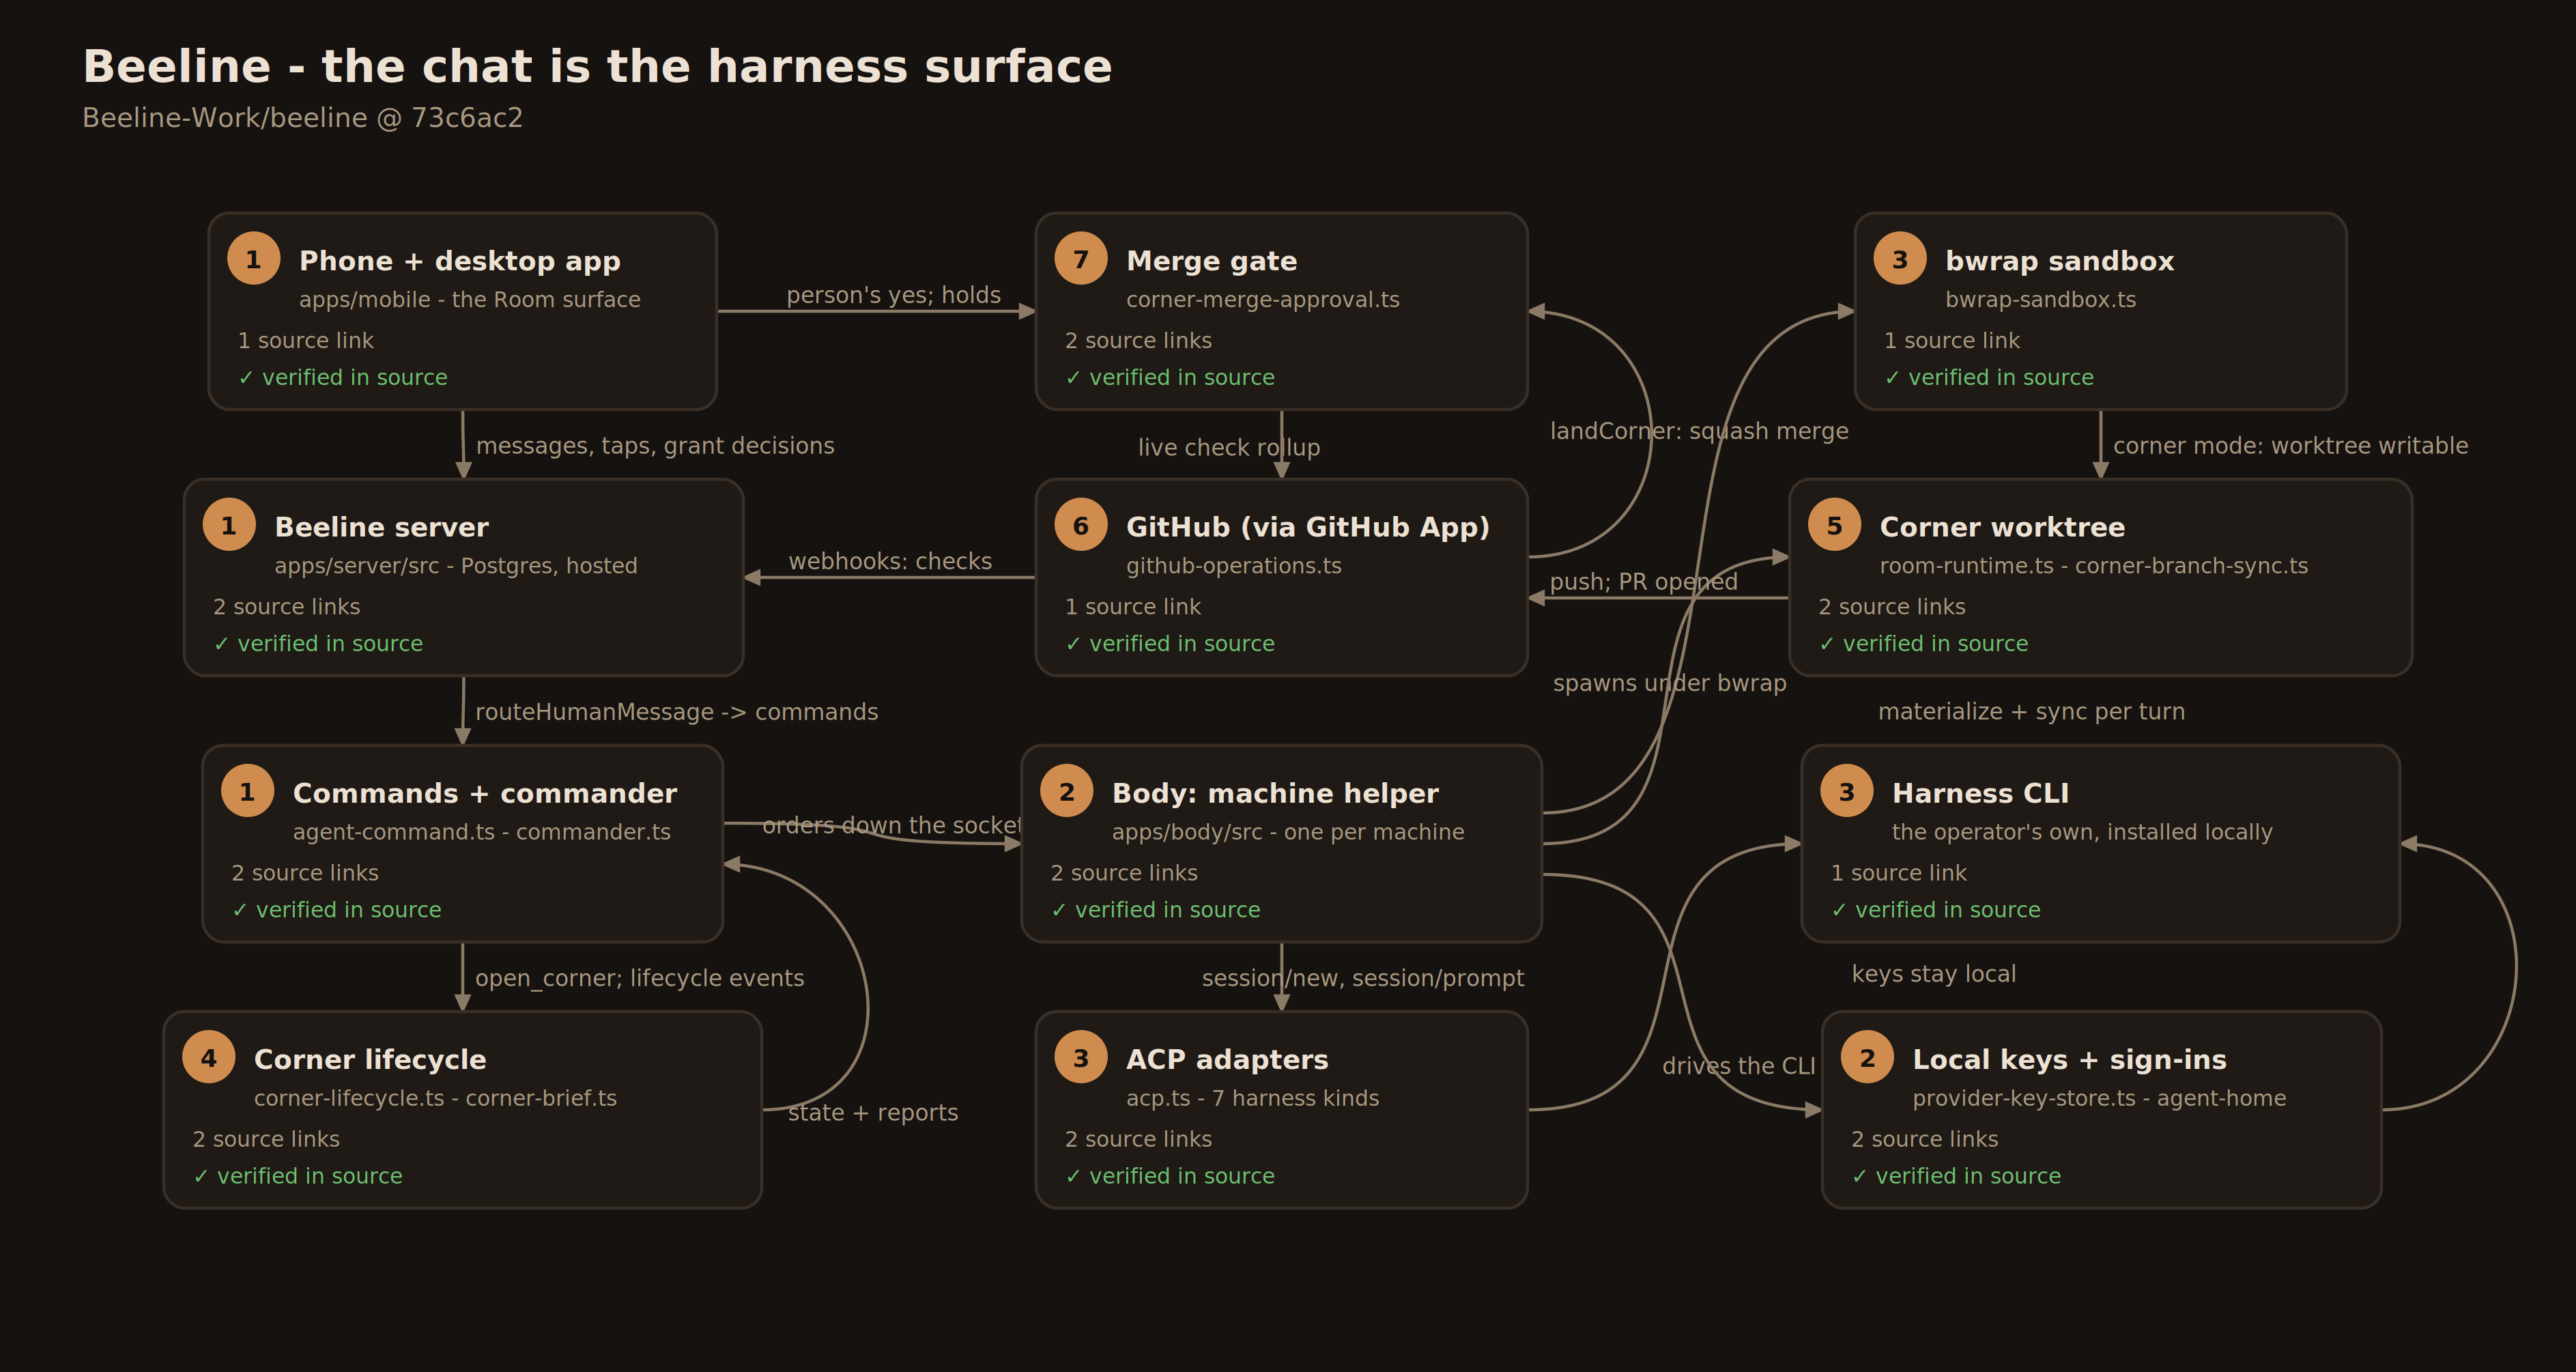 Beeline - the chat is the harness surface
Beeline-Work/beeline @ 73c6ac2
1
Phone + desktop app
apps/mobile - the Room surface
1 source link
✓ verified in source
person's yes; holds
7
Merge gate
corner-merge-approval.ts
2 source links
✓ verified in source
3
bwrap sandbox
bwrap-sandbox.ts
1 source link
✓ verified in source
messages, taps, grant decisions
live check rollup
landCorner: squash merge
corner mode: worktree writable
1
Beeline server
apps/server/src - Postgres, hosted
2 source links
✓ verified in source
webhooks: checks
6
GitHub (via GitHub App)
github-operations.ts
1 source link
✓ verified in source
push; PR opened
5
Corner worktree
room-runtime.ts - corner-branch-sync.ts
2 source links
✓ verified in source
routeHumanMessage -> commands
spawns under bwrap
materialize + sync per turn
1
Commands + commander
agent-command.ts - commander.ts
2 source links
✓ verified in source
orders down the socket
2
Body: machine helper
apps/body/src - one per machine
2 source links
✓ verified in source
3
Harness CLI
the operator's own, installed locally
1 source link
✓ verified in source
open_corner; lifecycle events
session/new, session/prompt
keys stay local
4
Corner lifecycle
corner-lifecycle.ts - corner-brief.ts
2 source links
✓ verified in source
state + reports
3
ACP adapters
acp.ts - 7 harness kinds
2 source links
✓ verified in source
drives the CLI
2
Local keys + sign-ins
provider-key-store.ts - agent-home
2 source links
✓ verified in source